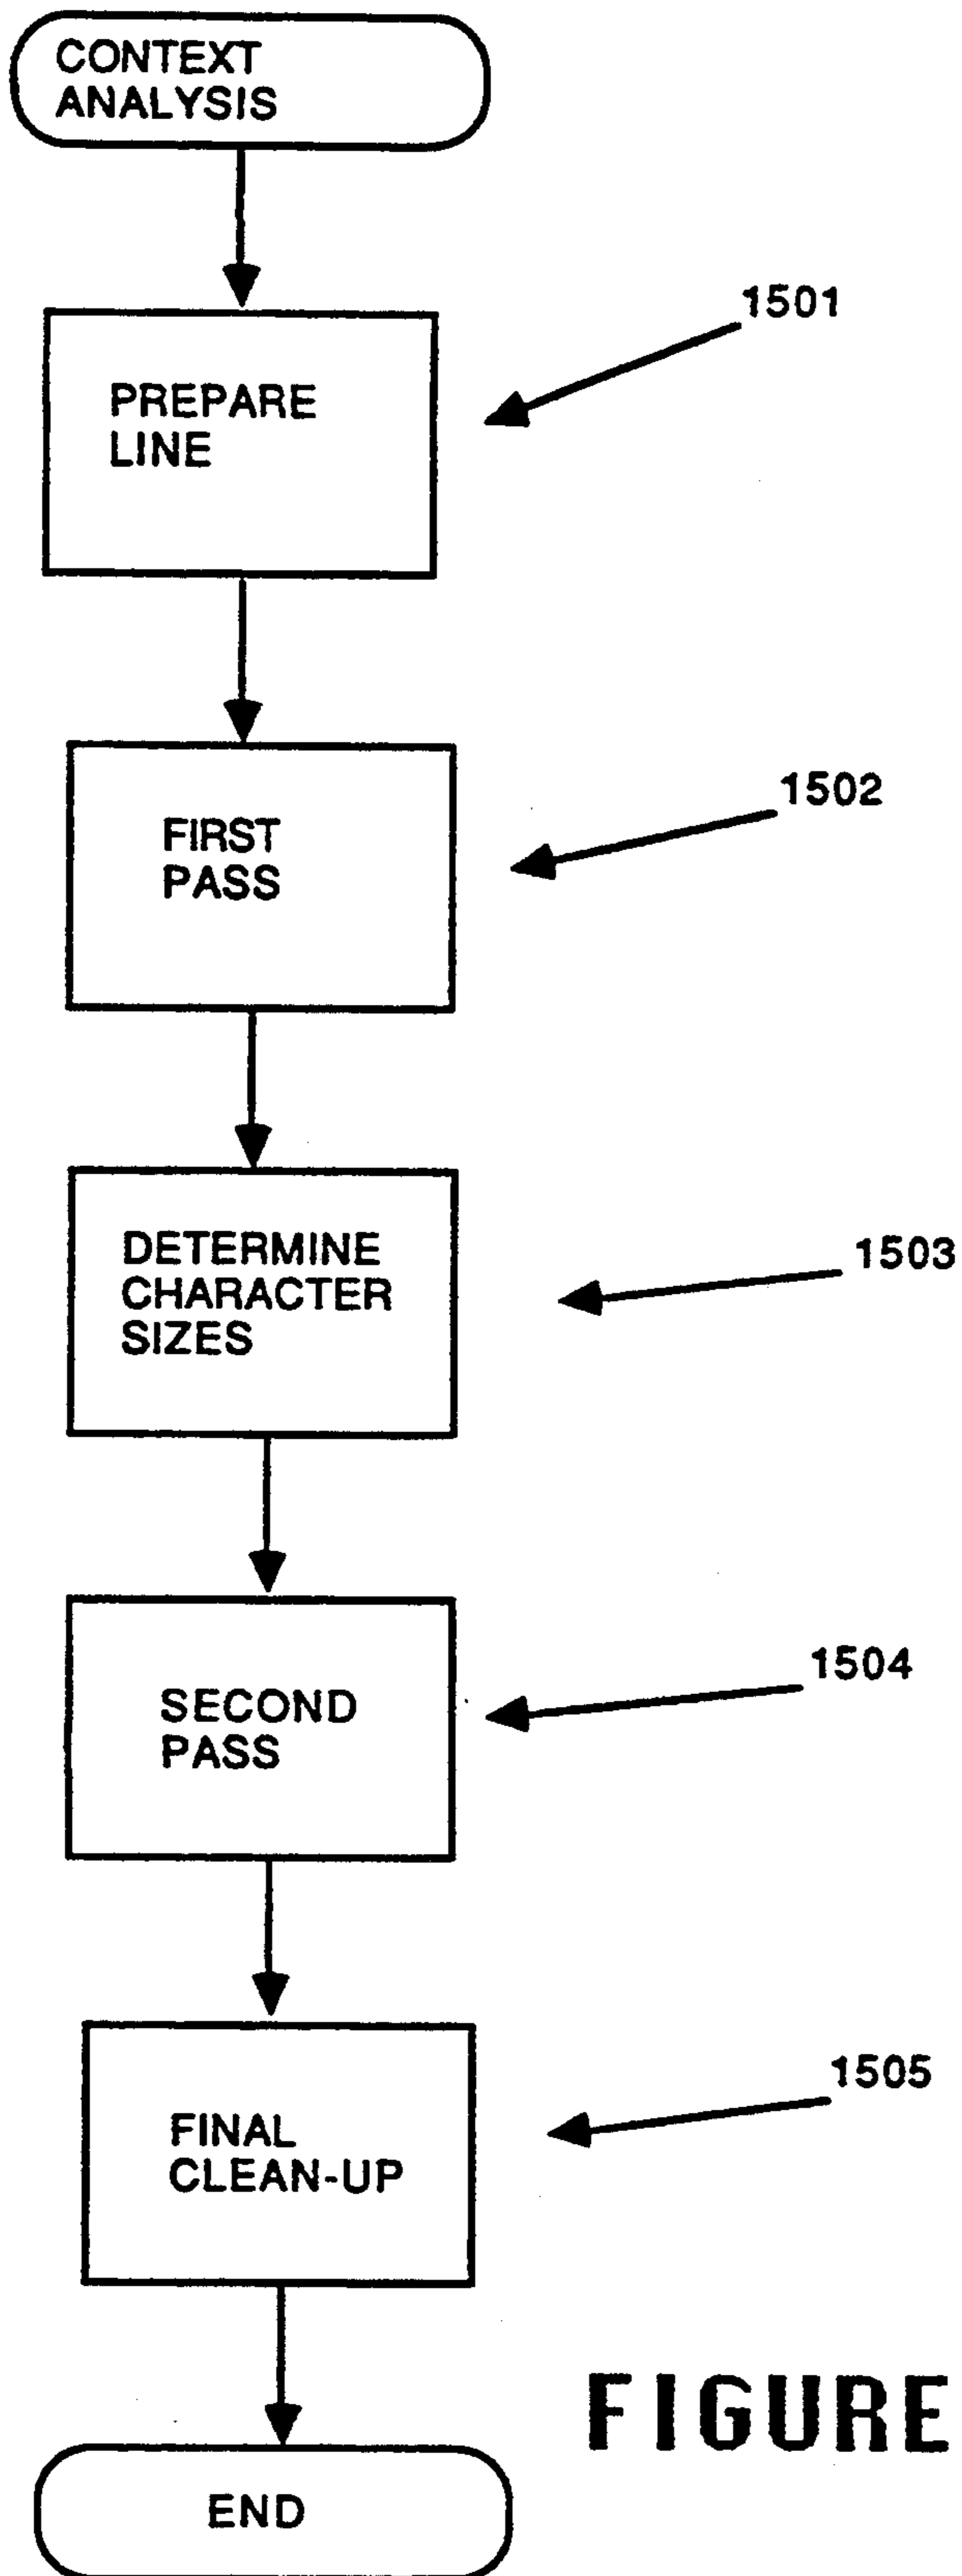 CONTEXT
ANALYSIS
1501
PREPARE
LINE
1502
FIRST
PASS
1503
DETERMINE
CHARACTER
SIZES
1504
SECOND
PASS
1505
FINAL
CLEAN-UP
FIGURE
END